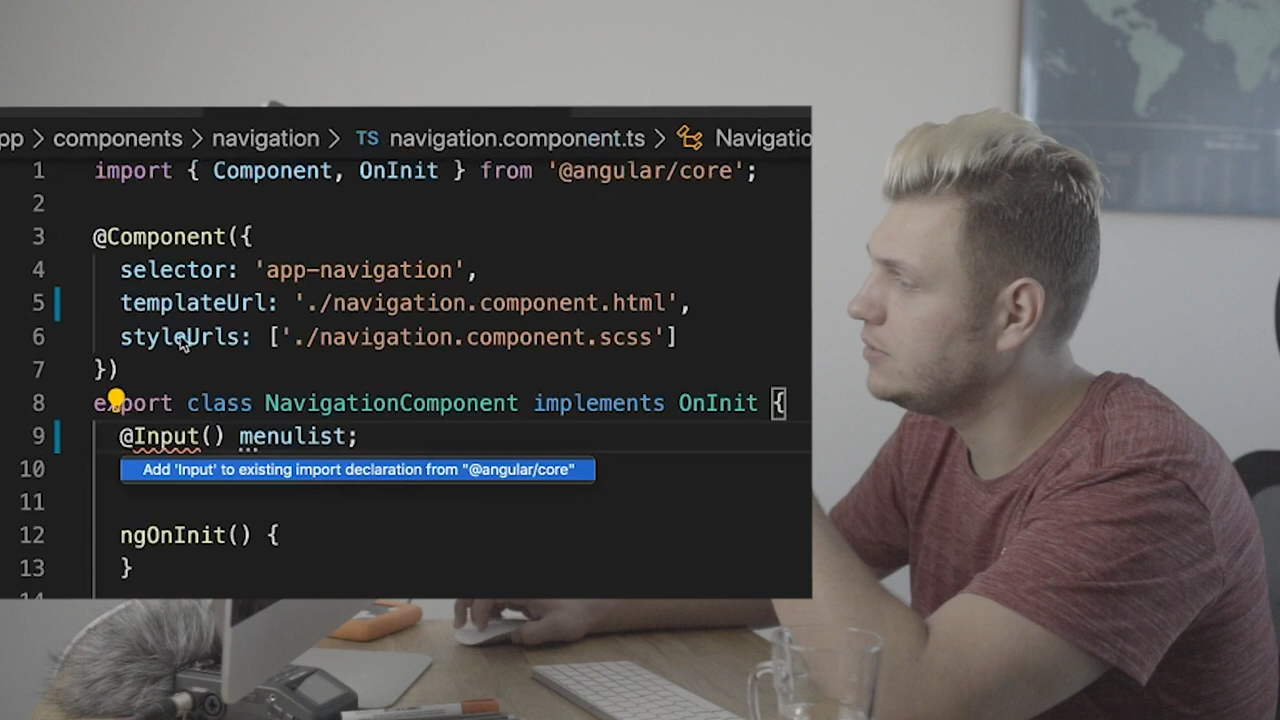 pp > components > navigation > TS navigation.component.ts > Navigatio
1 import { Component, OnInit } from '@angular/core';
2
3 @Component({
4 selector: 'app-navigation',
5 templateUrl: './navigation.component.html',
6 styleUrls: ['./navigation.component.scss']
7 })
8 export class NavigationComponent implements OnInit {
9 @Input() menulist;
10 Add 'Input' to existing import declaration from "@angular/core"
11
12 ngOnInit() {
13 }
14